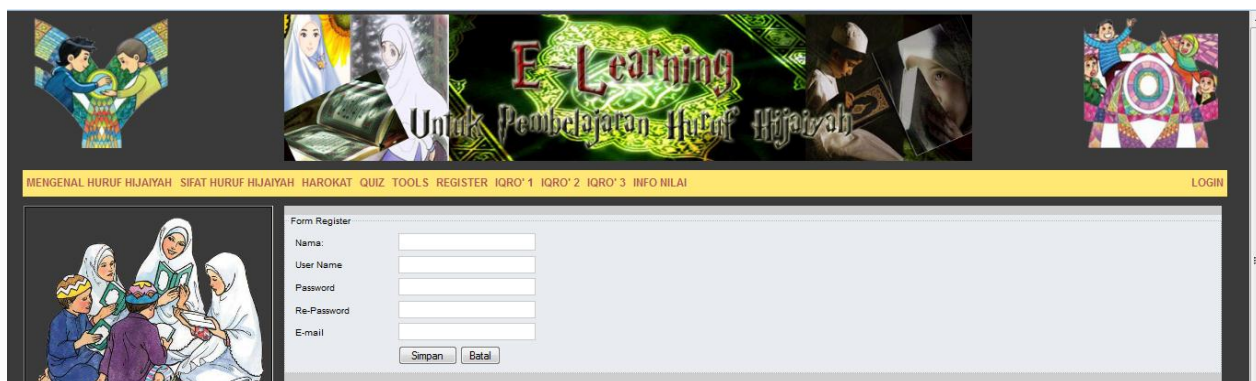 E-Learning
Untuk Pembelajaran Huruf Hijaiyah
MENGENAL HURUF HIJAIYAH SIFAT HURUF HIJAIYAH HAROKAT QUIZ TOOLS REGISTER IQRO' 1 IQRO' 2 IQRO' 3 INFO NILAI LOGIN
Form Register
Nama:
User Name
Password
Re-Password
E-mail
Simpan Batal